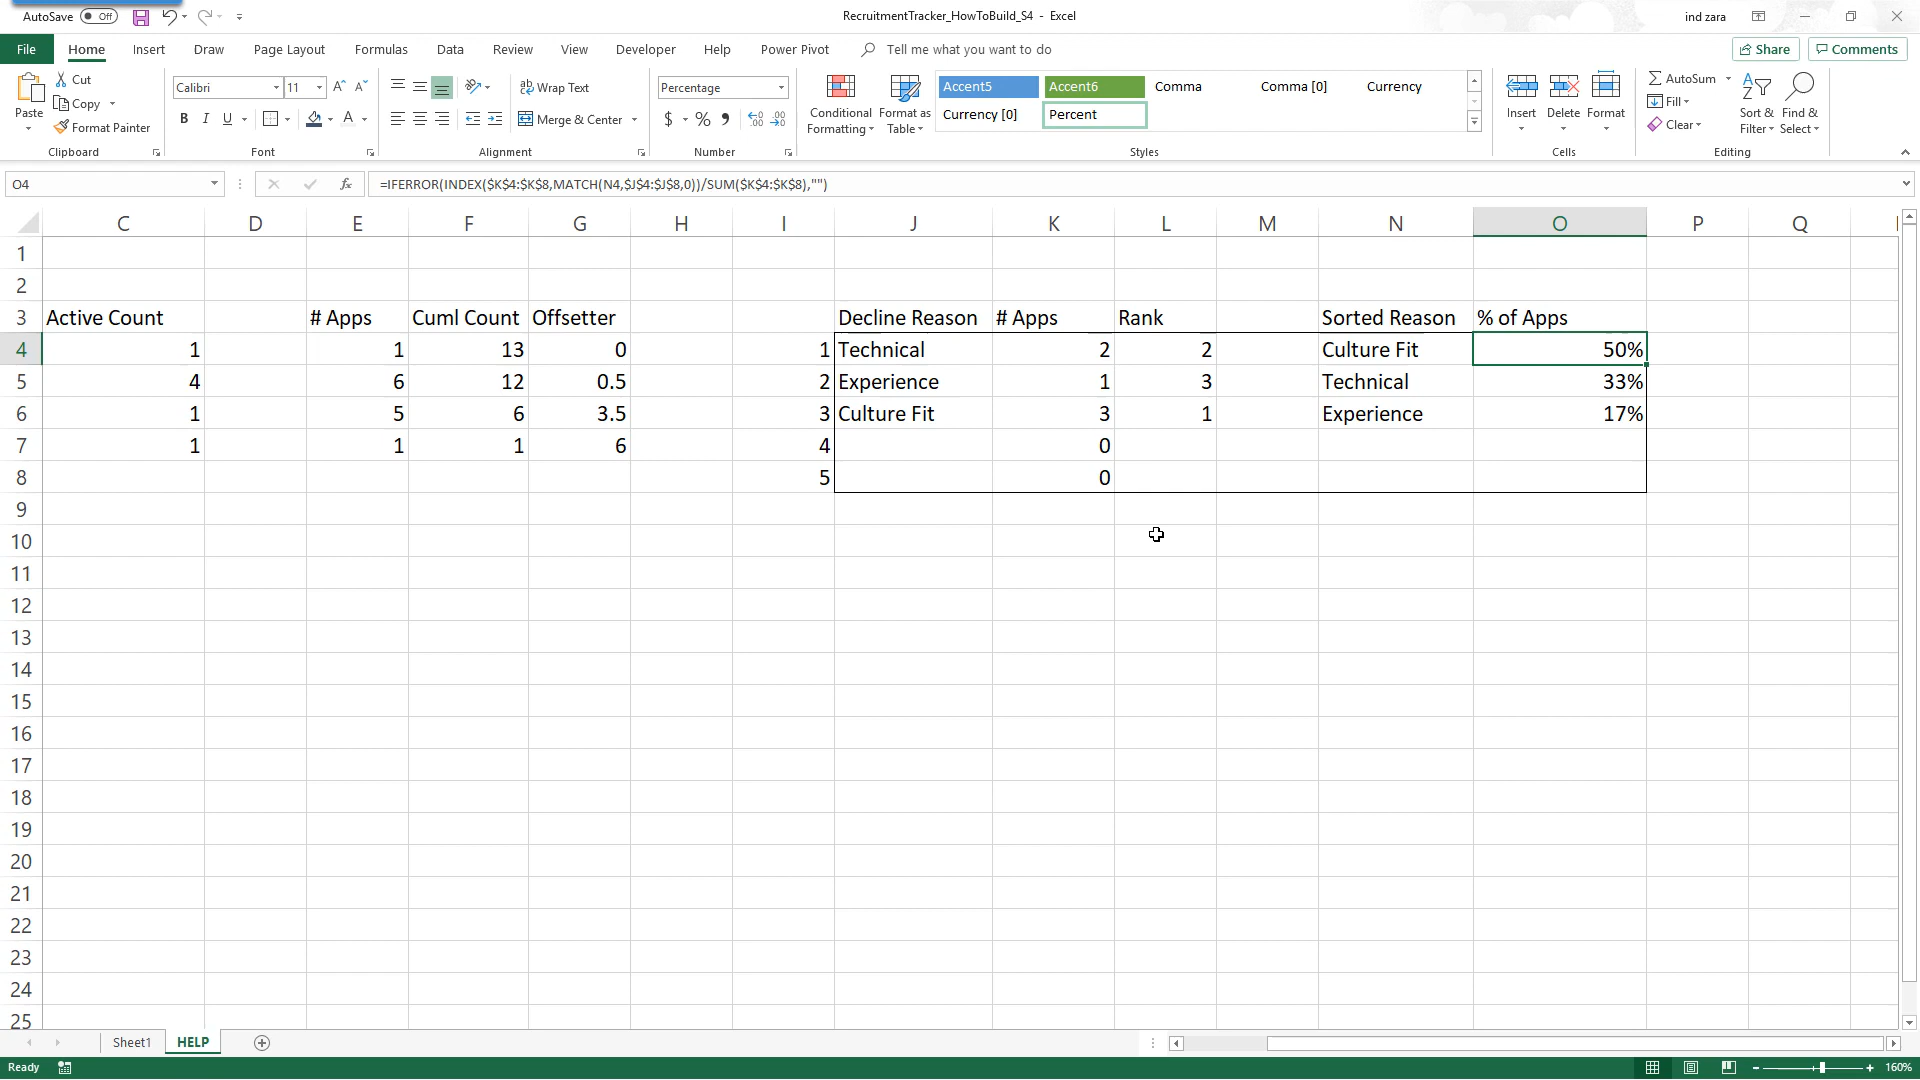 AutoSave Off
RecruitmentTracker_HowToBuild_S4 - Excel
ind zara
File Home Insert Draw Page Layout Formulas Data Review View Developer Help Power Pivot Tell me what you want to do Share Comments
Paste
Cut
Copy
Format Painter
Clipboard
Calibri 11
B I U
Font
Wrap Text
Merge & Center
Alignment
Percentage
$ % ,
Number
Conditional Formatting
Format as Table
Accent5 Accent6 Comma Comma [0] Currency
Currency [0] Percent
Styles
Insert Delete Format
Cells
AutoSum
Fill
Clear
Sort & Filter
Find & Select
Editing
O4 fx =IFERROR(INDEX($K$4:$K$8,MATCH(N4,$J$4:$J$8,0))/SUM($K$4:$K$8),"")
C D E F G H I J K L M N O P Q
1
2
3 Active Count # Apps Cuml Count Offsetter Decline Reason # Apps Rank Sorted Reason % of Apps
4 1 1 13 0 1 Technical 2 2 Culture Fit 50%
5 4 6 12 0.5 2 Experience 1 3 Technical 33%
6 1 5 6 3.5 3 Culture Fit 3 1 Experience 17%
7 1 1 1 6 4 0
8 5 0
9
10
11
12
13
14
15
16
17
18
19
20
21
22
23
24
25
Sheet1 HELP
Ready 160%